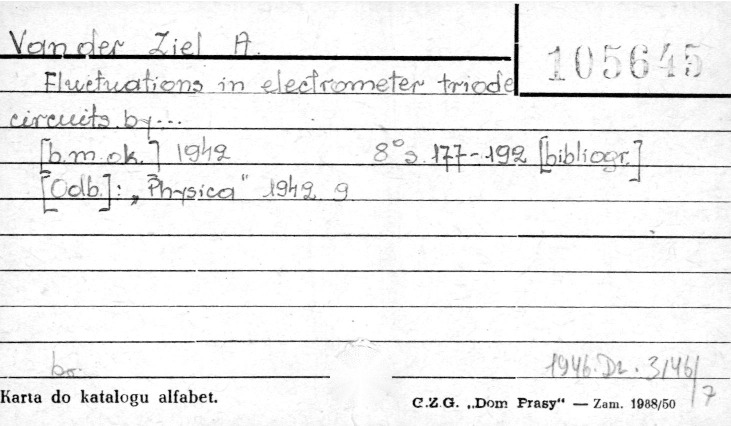 Van der Ziel A.
105645
Fluctuations in electrometer triode
circuits by...
[b.m.ok.] 1942 8° s. 177-192 [bibliogr.]
[Odb.]: „Physica" 1942 9
bo.
1946. Dz. 3/46/7
Karta do katalogu alfabet.
C.Z.G. „Dom Prasy" — Zam. 1988/50